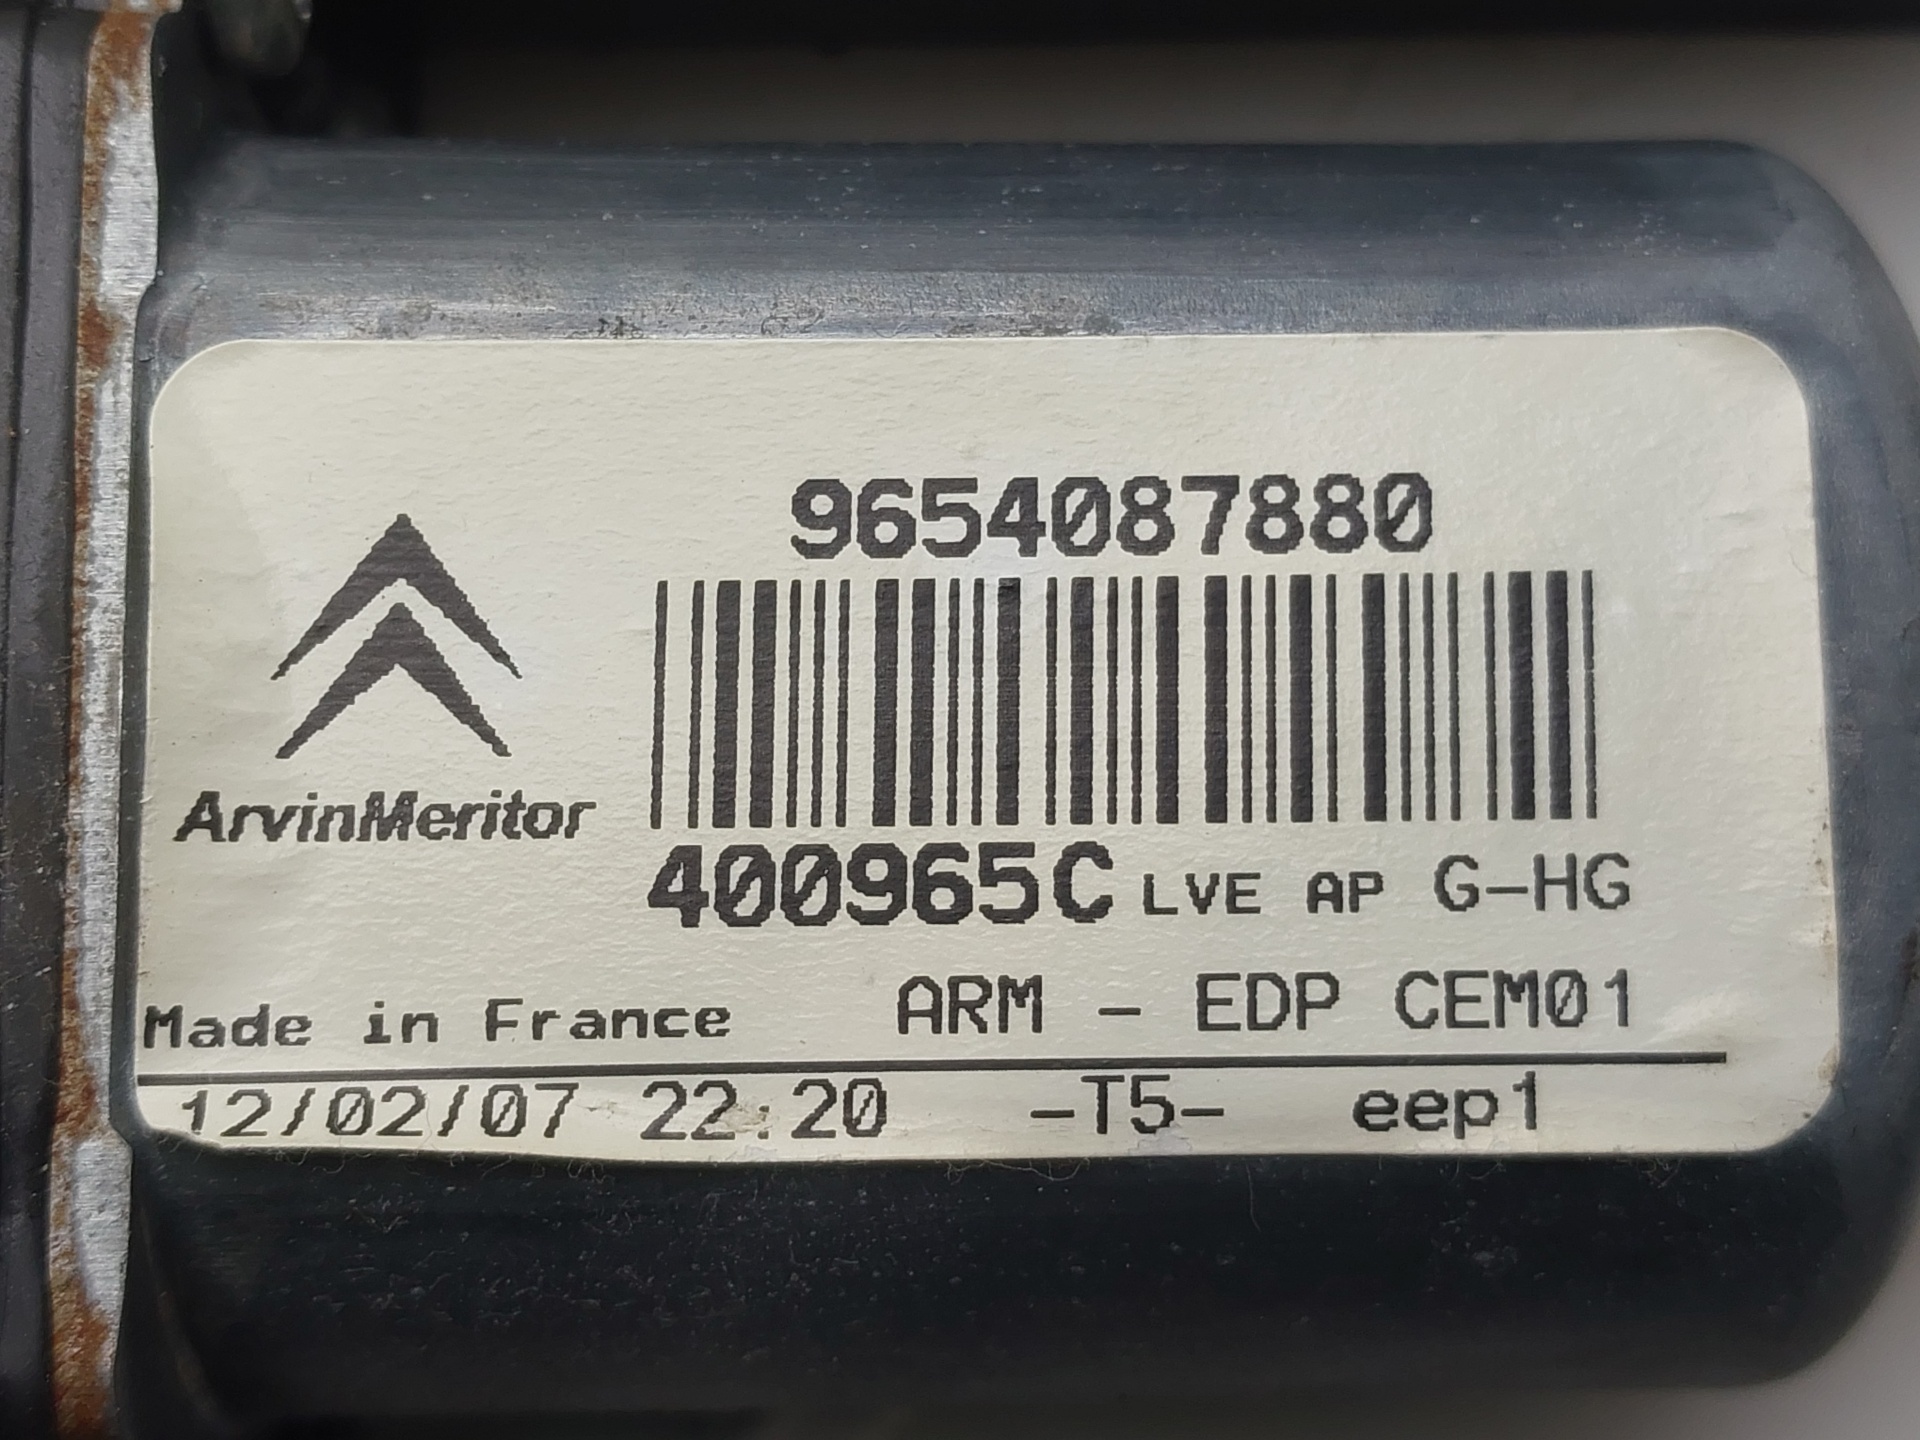 9654087880
ArvinMeritor
400965C LVE AP G-HG
Made in France ARM - EDP CEM01
12/02/07 22:20 -T5- eep1